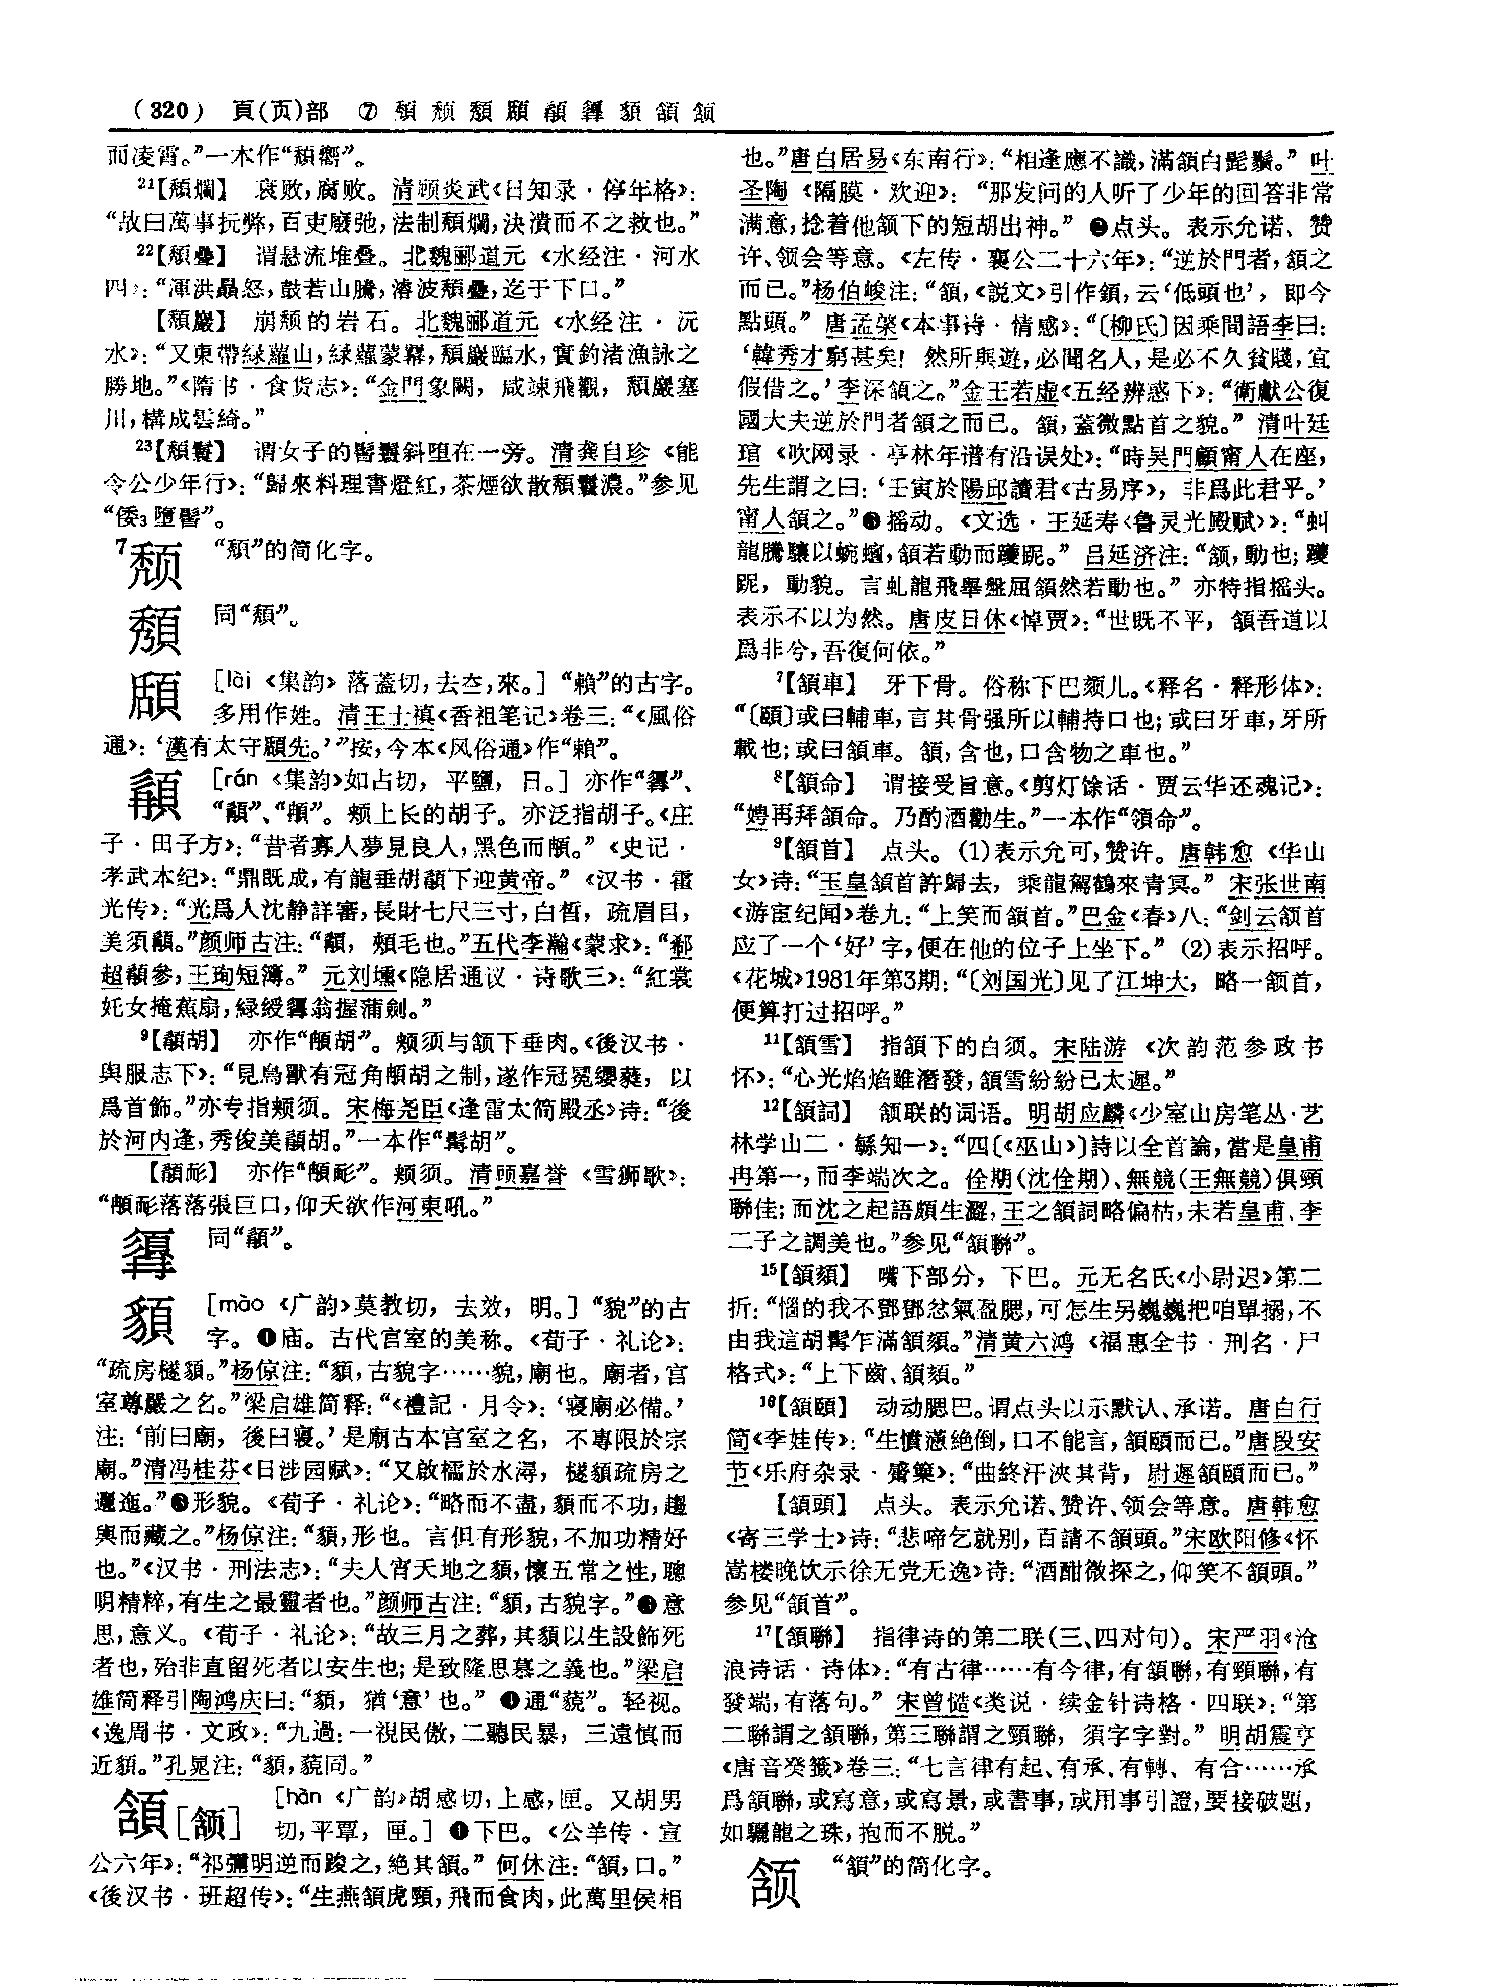 (320) 頁(页)部 ⑦ 頹 颓 頽 顅 顜 䫇 貌 頷 颔
而凌霄。”一本作“頽響”。
21【頽爛】 衰败,腐败。清顾炎武《日知录·停年格》:
“故曰萬事抏弊,百吏廢弛,法制頽爛,決潰而不之救也。”
22【頽疊】 谓悬流堆叠。北魏郦道元《水经注·河水
四》:“渾洪贔怒,鼓若山騰,濬波頽疊,迄于下口。”
【頽巖】 崩颓的岩石。北魏郦道元《水经注·沅
水》:“又東帶緑蘿山,緑蘿蒙羃,頽巖臨水,寔釣渚漁詠之
勝地。”《隋书·食货志》:“金門象闕,咸竦飛觀,頽巖塞
川,構成雲綺。”
23【頽鬟】 谓女子的髻鬟斜堕在一旁。清龚自珍《能
令公少年行》:“歸來料理書燈紅,茶煙欲散頽鬟濃。”参见
“倭3墮髻”。
7颓 “頽”的简化字。
頹 同“頽”。
[lài 《集韵》落蓋切,去泰,來。]“賴”的古字。
多用作姓。清王士禛《香祖笔记》卷三:“《風俗
通》:‘漢有太守 先。’”按,今本《风俗通》作“賴”。
[rán 《集韵》如占切,平鹽,日。] 亦作“ ”、
“ ”、“ ”。颊上长的胡子。亦泛指胡子。《庄
子·田子方》:“昔者寡人夢見良人,黑色而 。”《史记·
孝武本纪》:“鼎既成,有龍垂胡 下迎黄帝。”《汉书·霍
光传》:“光爲人沈静詳審,長財七尺三寸,白皙,疏眉目,
美須 。”颜师古注:“ ,頰毛也。”五代李瀚《蒙求》:“郗
超 參,王珣短簿。” 元刘壎《隐居通议·诗歌三》:“紅裳
妊女掩蕉扇,緑綬 翁握蒲劍。”
9【 胡】 亦作“ 胡”。颊须与颔下垂肉。《後汉书·
舆服志下》:“見鳥獸有冠角 胡之制,遂作冠冕纓蕤,以
爲首飾。”亦专指颊须。宋梅尧臣《逢雷太简殿丞》诗:“後
於河内逢,秀俊美 胡。”一本作“髯胡”。
【 耏】 亦作“ 耏”。颊须。清顾嘉誉《雪狮歌》:
“ 耏落落張巨口,仰天欲作河東吼。”
同“ ”。
[mào 《广韵》莫教切,去效,明。]“貌”的古
字。❶庙。古代宫室的美称。《荀子·礼论》:
“疏房檖䫉。”杨倞注:“䫉,古貌字……貌,廟也。廟者,宫
室尊嚴之名。”梁启雄简释:“《禮記·月令》:‘寢廟必備。’
注:‘前曰廟,後曰寢。’是廟古本宫室之名,不專限於宗
廟。”清冯桂芬《日涉园赋》:“又啟櫺於水潯,檖䫉疏房之
邐迤。”❷形貌。《荀子·礼论》:“略而不盡,䫉而不功,趨
輿而藏之。”杨倞注:“䫉,形也。言但有形貌,不加功精好
也。”《汉书·刑法志》:“夫人宵天地之䫉,懷五常之性,聰
明精粹,有生之最靈者也。”颜师古注:“䫉,古貌字。”❸意
思,意义。《荀子·礼论》:“故三月之葬,其䫉以生設飾死
者也,殆非直留死者以安生也;是致隆思慕之義也。”梁启
雄简释引陶鸿庆曰:“䫉,猶‘意’也。” ❹通“藐”。轻视。
《逸周书·文政》:“九過:一視民傲,二聽民暴,三遠慎而
近䫉。”孔晁注:“䫉,藐同。”
頷[颔] [hàn 《广韵》胡感切,上感,匣。又胡男
切,平覃,匣。] ❶下巴。《公羊传·宣
公六年》:“祁彌明逆而踆之,絶其頷。”何休注:“頷,口。”
《後汉书·班超传》:“生燕頷虎頸,飛而食肉,此萬里侯相
也。”唐白居易《东南行》:“相逢應不識,滿頷白髭鬚。”叶
圣陶《隔膜·欢迎》:“那发问的人听了少年的回答非常
满意,捻着他颔下的短胡出神。” ❷点头。表示允诺、赞
许、领会等意。《左传·襄公二十六年》:“逆於門者,頷之
而已。”杨伯峻注:“頷,《説文》引作頜,云‘低頭也’,即今
點頭。” 唐孟棨《本事诗·情感》:“〔柳氏〕因乘間語李曰:
‘韓秀才窮甚矣!然所與遊,必聞名人,是必不久貧賤,宜
假借之。’李深頷之。”金王若虚《五经辨惑下》:“衛獻公復
國大夫逆於門者頷之而已。頷,蓋微點首之貌。” 清叶廷
琯《吹网录·亭林年谱有沿误处》:“時吴門顧甯人在座,
先生謂之曰:‘壬寅於陽邱讀君《古易序》,非爲此君乎。’
甯人頷之。”❸摇动。《文选·王延寿〈鲁灵光殿赋〉》:“虯
龍騰驤以蜿蟺,頷若動而躨跜。” 吕延济注:“頷,動也;躨
跜,動貌。言虬龍飛舉盤屈頷然若動也。”亦特指摇头。
表示不以为然。唐皮日休《悼贾》:“世既不平,頷吾道以
爲非兮,吾復何依。”
7【頷車】 牙下骨。俗称下巴颏儿。《释名·释形体》:
“〔頤〕或曰輔車,言其骨强所以輔持口也;或曰牙車,牙所
載也;或曰頷車。頷,含也,口含物之車也。”
8【頷命】 谓接受旨意。《剪灯馀话·贾云华还魂记》:
“娉再拜頷命。乃酌酒勸生。”一本作“領命”。
9【頷首】 点头。(1)表示允可,赞许。唐韩愈《华山
女》诗:“玉皇頷首許歸去,乘龍駕鶴來青冥。” 宋张世南
《游宦纪闻》卷九:“上笑而頷首。”巴金《春》八:“剑云颔首
应了一个‘好’字,便在他的位子上坐下。” (2)表示招呼。
《花城》1981年第3期:“〔刘国光〕见了江坤大,略一颔首,
便算打过招呼。”
11【頷雪】 指頷下的白须。宋陆游《次韵范参政书
怀》:“心光焰焰雖潛發,頷雪紛紛已太遲。”
12【頷詞】 颔联的词语。明胡应麟《少室山房笔丛·艺
林学山二·繇知一》:“四〔《巫山》〕詩以全首論,當是皇甫
冉第一,而李端次之。佺期(沈佺期)、無競(王無競)俱頸
聯佳;而沈之起語頗生澀,王之頷詞略偏枯,未若皇甫、李
二子之調美也。”参见“頷聯”。
15【頷頦】 嘴下部分,下巴。元无名氏《小尉迟》第二
折:“惱的我不鄧鄧忿氣盈腮,可怎生另巍巍把咱單搦,不
由我這胡髯乍滿頷頦。”清黄六鸿《福惠全书·刑名·尸
格式》:“上下齒、頷頦。”
16【頷頤】 动动腮巴。谓点头以示默认、承诺。唐白行
简《李娃传》:“生憤懣絶倒,口不能言,頷頤而已。”唐段安
节《乐府杂录·觱篥》:“曲終汗浹其背,尉遲頷頤而已。”
【頷頭】 点头。表示允诺、赞许、领会等意。唐韩愈
《寄三学士》诗:“悲啼乞就别,百請不頷頭。”宋欧阳修《怀
嵩楼晚饮示徐无党无逸》诗:“酒酣微探之,仰笑不頷頭。”
参见“頷首”。
17【頷聯】 指律诗的第二联(三、四对句)。宋严羽《沧
浪诗话·诗体》:“有古律……有今律,有頷聯,有頸聯,有
發端,有落句。” 宋曾慥《类说·续金针诗格·四联》:“第
二聯謂之頷聯,第三聯謂之頸聯,須字字對。” 明胡震亨
《唐音癸籤》卷三:“七言律有起、有承、有轉、有合……承
爲頷聯,或寫意,或寫景,或書事,或用事引證,要接破題,
如驪龍之珠,抱而不脱。”
颔 “頷”的简化字。